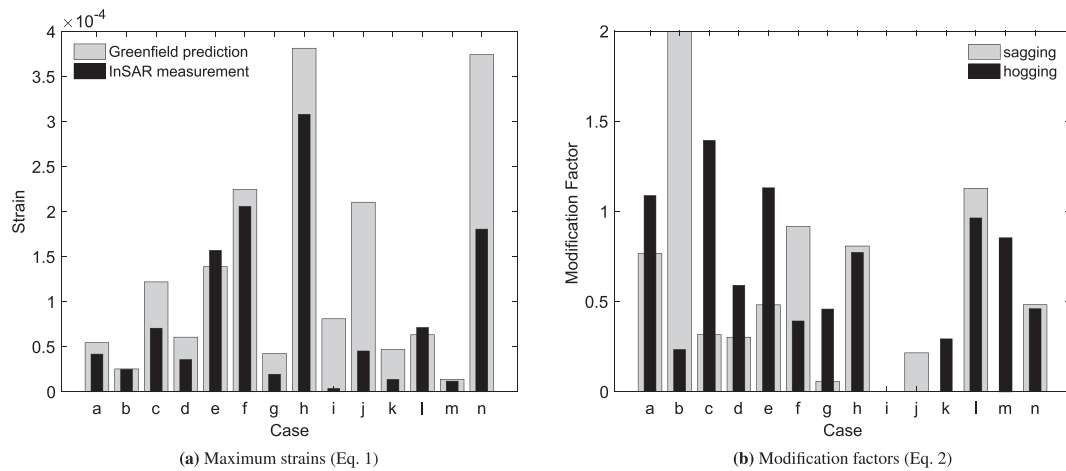 ×10⁻⁴
4
3.5
3
2.5
2
1.5
1
0.5
0
Strain
Greenfield prediction
InSAR measurement
a b c d e f g h i j k l m n
Case
(a) Maximum strains (Eq. 1)
2
1.5
1
0.5
0
Modification Factor
sagging
hogging
a b c d e f g h i j k l m n
Case
(b) Modification factors (Eq. 2)